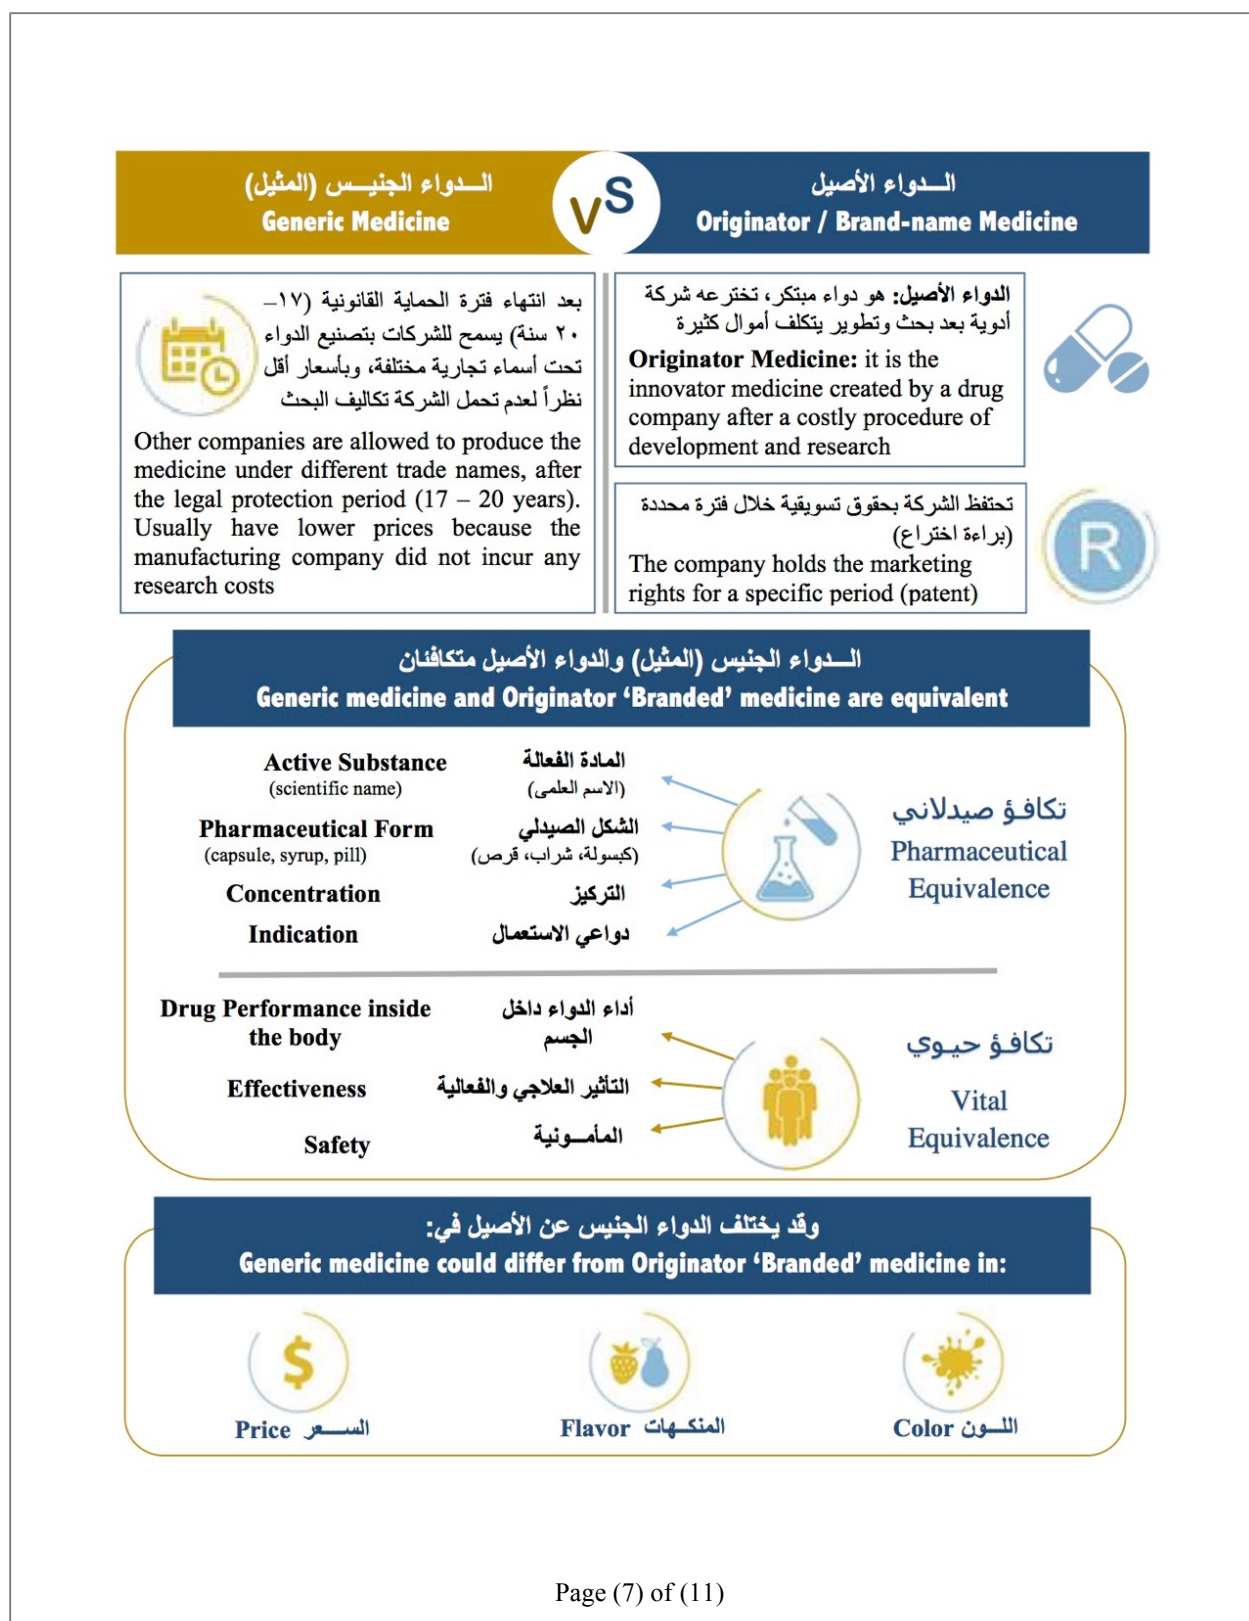 الـــدواء الأصيل
Originator / Brand-name Medicine
VS
الـــدواء الجنيـــس (المثيل)
Generic Medicine
الدواء الأصيل: هو دواء مبتكر، تخترعه شركة
أدوية بعد بحث وتطوير يتكلف أموال كثيرة
Originator Medicine: it is the
innovator medicine created by a drug
company after a costly procedure of
development and research
تحتفظ الشركة بحقوق تسويقية خلال فترة محددة
(براءة اختراع)
The company holds the marketing
rights for a specific period (patent)
R
بعد انتهاء فترة الحماية القانونية (١٧–
٢٠ سنة) يسمح للشركات بتصنيع الدواء
تحت أسماء تجارية مختلفة، وبأسعار أقل
نظراً لعدم تحمل الشركة تكاليف البحث
Other companies are allowed to produce the
medicine under different trade names, after
the legal protection period (17 – 20 years).
Usually have lower prices because the
manufacturing company did not incur any
research costs
الـــدواء الجنيس (المثيل) والدواء الأصيل متكافئان
Generic medicine and Originator ‘Branded’ medicine are equivalent
تكافؤ صيدلاني
Pharmaceutical
Equivalence
المادة الفعالة
(الاسم العلمي)
Active Substance
(scientific name)
الشكل الصيدلي
(كبسولة، شراب، قرص)
Pharmaceutical Form
(capsule, syrup, pill)
التركيز
Concentration
دواعي الاستعمال
Indication
تكافؤ حيـوي
Vital
Equivalence
أداء الدواء داخل
الجسم
Drug Performance inside
the body
التأثير العلاجي والفعالية
Effectiveness
المأمـــونية
Safety
وقد يختلف الدواء الجنيس عن الأصيل في:
Generic medicine could differ from Originator ‘Branded’ medicine in:
$
اللـــون Color
المنكـــهات Flavor
الســـعر Price
Page (7) of (11)